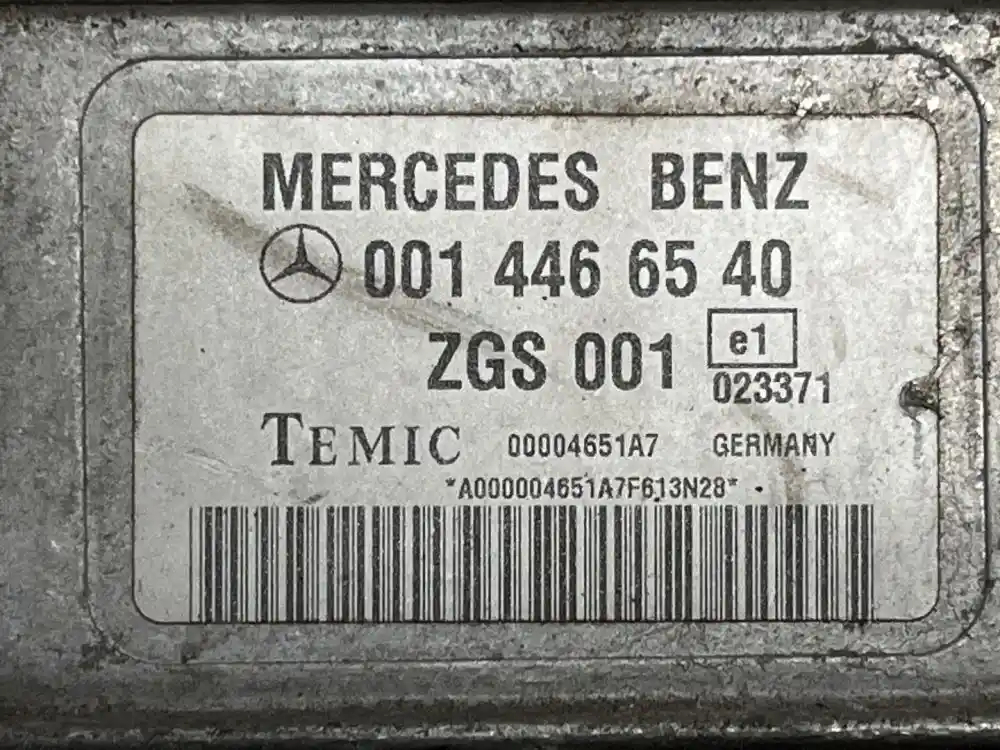 MERCEDES BENZ
001 446 65 40
ZGS 001 e1
023371
TEMIC 00004651A7 GERMANY
*A000004651A7F613N28*